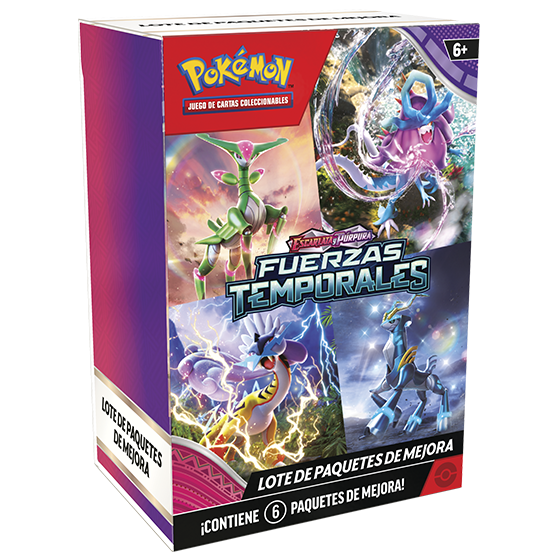 POKÉMON
JUEGO DE CARTAS COLECCIONABLES
6+
ESCARLATA Y PÚRPURA
FUERZAS
TEMPORALES
LOTE DE PAQUETES
DE MEJORA
LOTE DE PAQUETES DE MEJORA
¡CONTIENE 6 PAQUETES DE MEJORA!